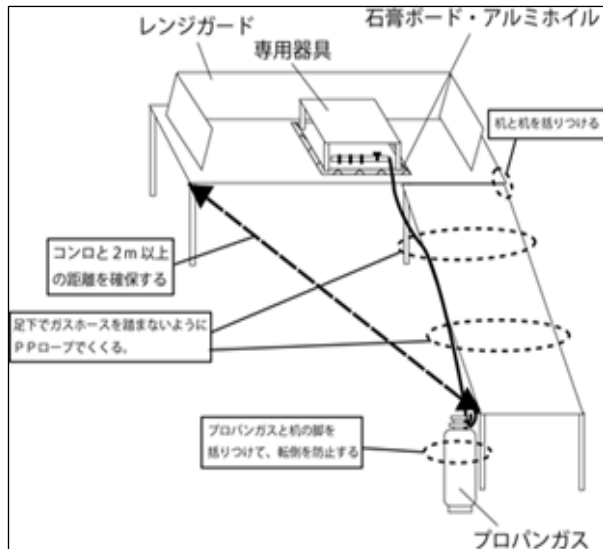 石膏ボード・アルミホイル
レンジガード
専用器具
机と机を括りつける
コンロと2m以上
の距離を確保する
足下でガスホースを踏まないように
PPロープでくくる。
プロパンガスと机の脚を
括りつけて、転倒を防止する
プロパンガス